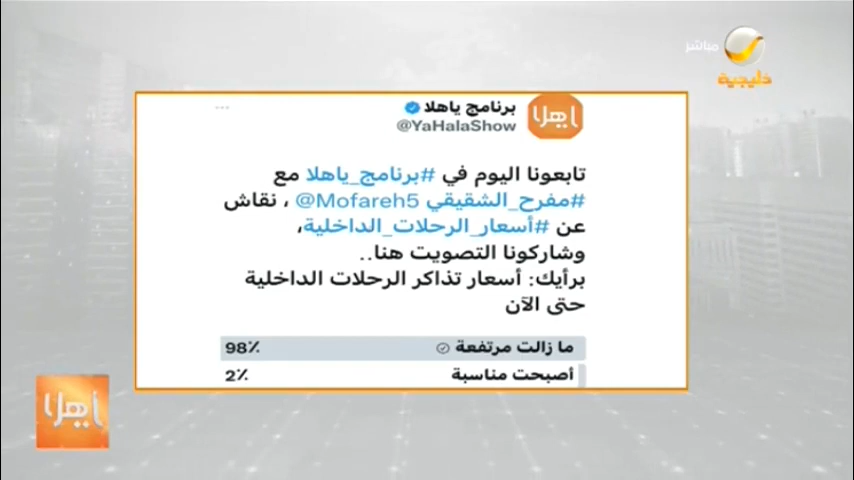 مباشر
خليجية
ياهلا
برنامج ياهلا
@YaHalaShow
تابعونا اليوم في #برنامج_ياهلا مع
#مفرح_الشقيقي @Mofareh5 ، نقاش
عن #أسعار_الرحلات_الداخلية،
وشاركونا التصويت هنا..
برأيك: أسعار تذاكر الرحلات الداخلية
حتى الآن
ما زالت مرتفعة 98٪
أصبحت مناسبة 2٪
ياهلا